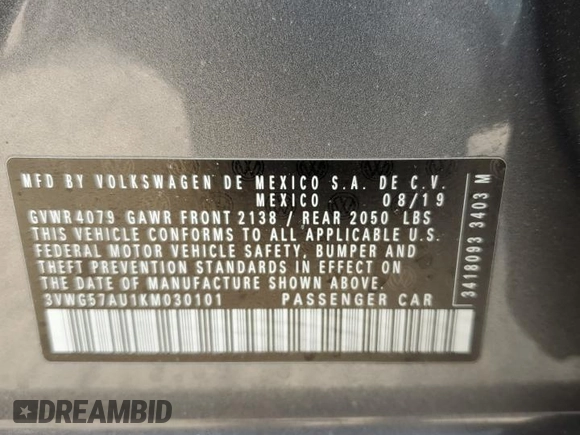 MFD BY VOLKSWAGEN DE MEXICO S.A. DE C.V.
MEXICO 08/19
GVWR 4079 GAWR FRONT 2138 / REAR 2050 LBS
THIS VEHICLE CONFORMS TO ALL APPLICABLE U.S.
FEDERAL MOTOR VEHICLE SAFETY, BUMPER AND
THEFT PREVENTION STANDARDS IN EFFECT ON
THE DATE OF MANUFACTURE SHOWN ABOVE.
3VWG57AU1KM030101 PASSENGER CAR
3418093 3403 M
DREAMBID